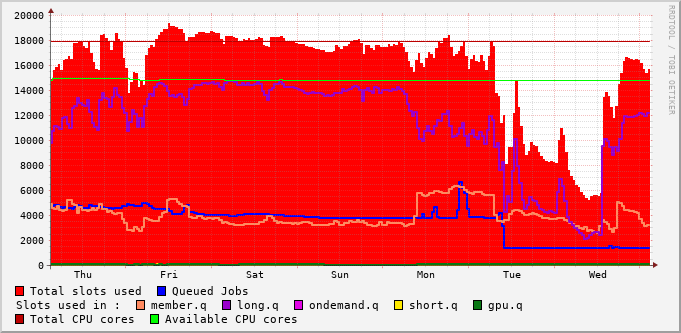 20000
18000
16000
14000
12000
10000
8000
6000
4000
2000
0
Thu Fri Sat Sun Mon Tue Wed
RRDTOOL / TOBI OETIKER
Total slots used Queued Jobs
Slots used in : member.q long.q ondemand.q short.q gpu.q
Total CPU cores Available CPU cores